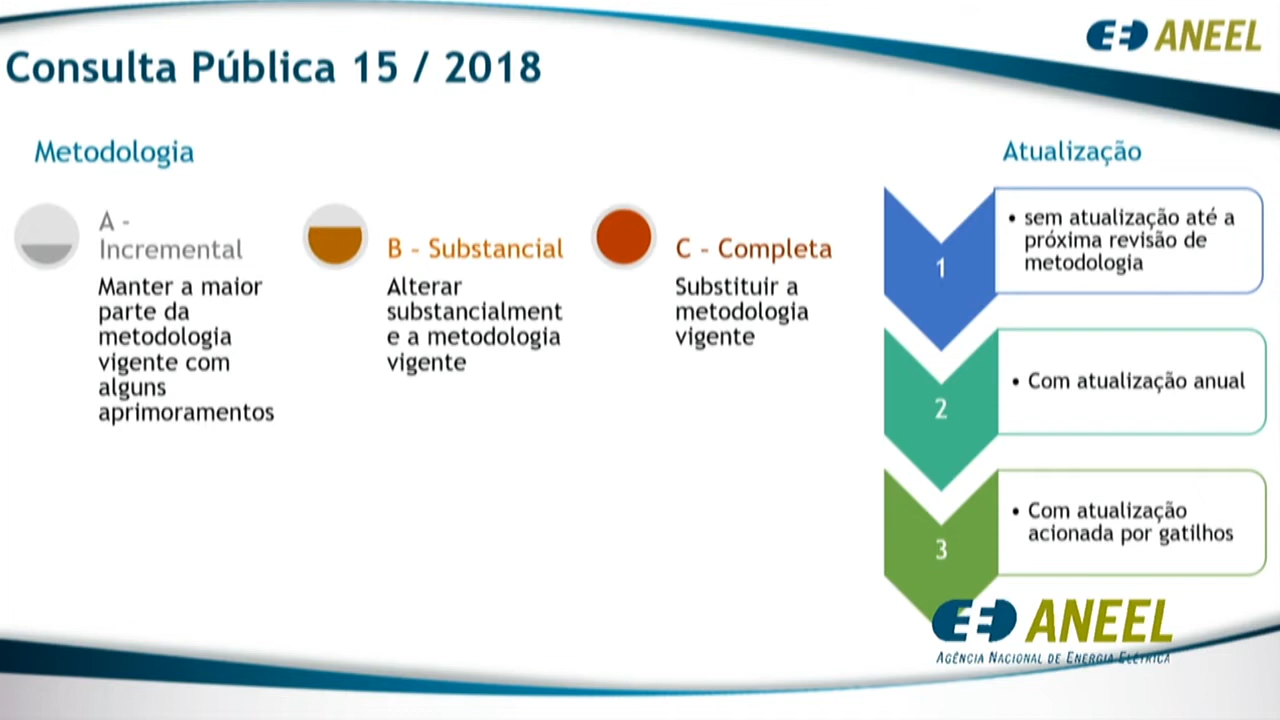 ANEEL
Consulta Pública 15 / 2018
Metodologia
A -
Incremental
Manter a maior
parte da
metodologia
vigente com
alguns
aprimoramentos
B - Substancial
Alterar
substancialment
e a metodologia
vigente
C - Completa
Substituir a
metodologia
vigente
Atualização
1
• sem atualização até a
próxima revisão de
metodologia
2
• Com atualização anual
3
• Com atualização
acionada por gatilhos
ANEEL
AGÊNCIA NACIONAL DE ENERGIA ELÉTRICA